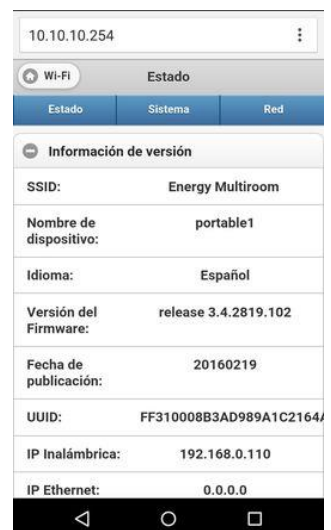 10.10.10.254
Wi-Fi Estado
Estado Sistema Red
Información de versión
SSID: Energy Multiroom
Nombre de dispositivo: portable1
Idioma: Español
Versión del Firmware: release 3.4.2819.102
Fecha de publicación: 20160219
UUID: FF310008B3AD989A1C2164A
IP Inalámbrica: 192.168.0.110
IP Ethernet: 0.0.0.0